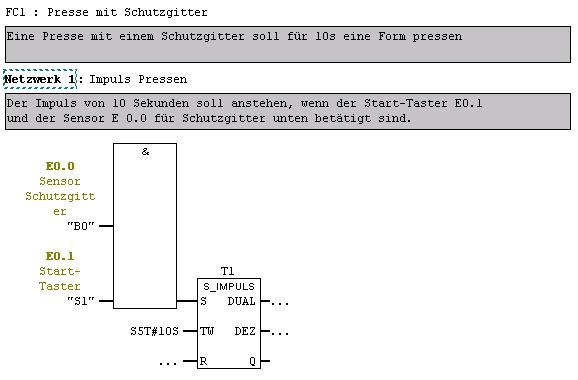 FC1 : Presse mit Schutzgitter
Eine Presse mit einem Schutzgitter soll für 10s eine Form pressen
Netzwerk 1: Impuls Pressen
Der Impuls von 10 Sekunden soll anstehen, wenn der Start-Taster E0.1
und der Sensor E 0.0 für Schutzgitter unten betätigt sind.
&
E0.0
Sensor
Schutzgitt
er
"B0"
E0.1
Start-
Taster
"S1"
T1
S_IMPULS
S DUAL ...
S5T#10S TW DEZ ...
... R Q